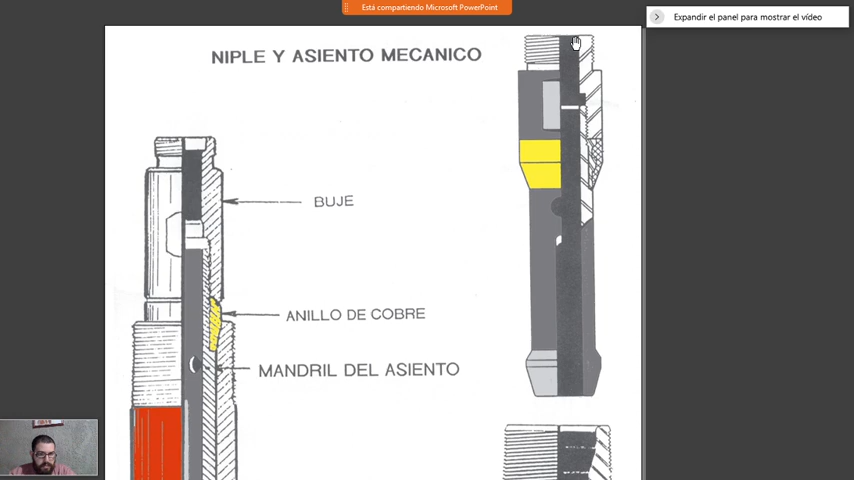 Está compartiendo Microsoft PowerPoint
Expandir el panel para mostrar el vídeo
NIPLE Y ASIENTO MECANICO
BUJE
ANILLO DE COBRE
MANDRIL DEL ASIENTO